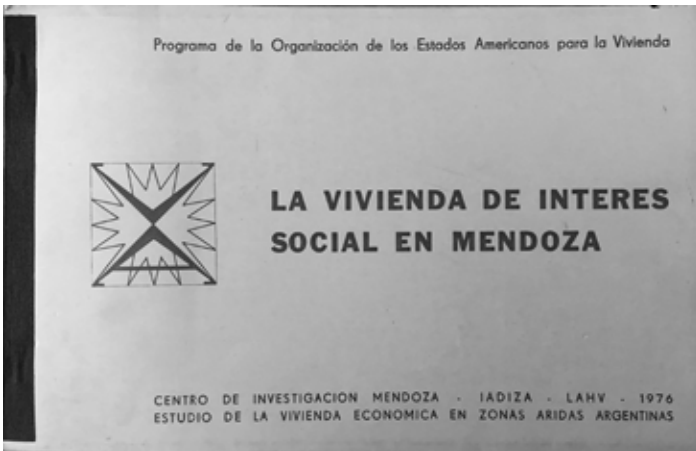 Programa de la Organización de los Estados Americanos para la Vivienda
LA VIVIENDA DE INTERES
SOCIAL EN MENDOZA
CENTRO DE INVESTIGACION MENDOZA - IADIZA - LAHV - 1976
ESTUDIO DE LA VIVIENDA ECONOMICA EN ZONAS ARIDAS ARGENTINAS